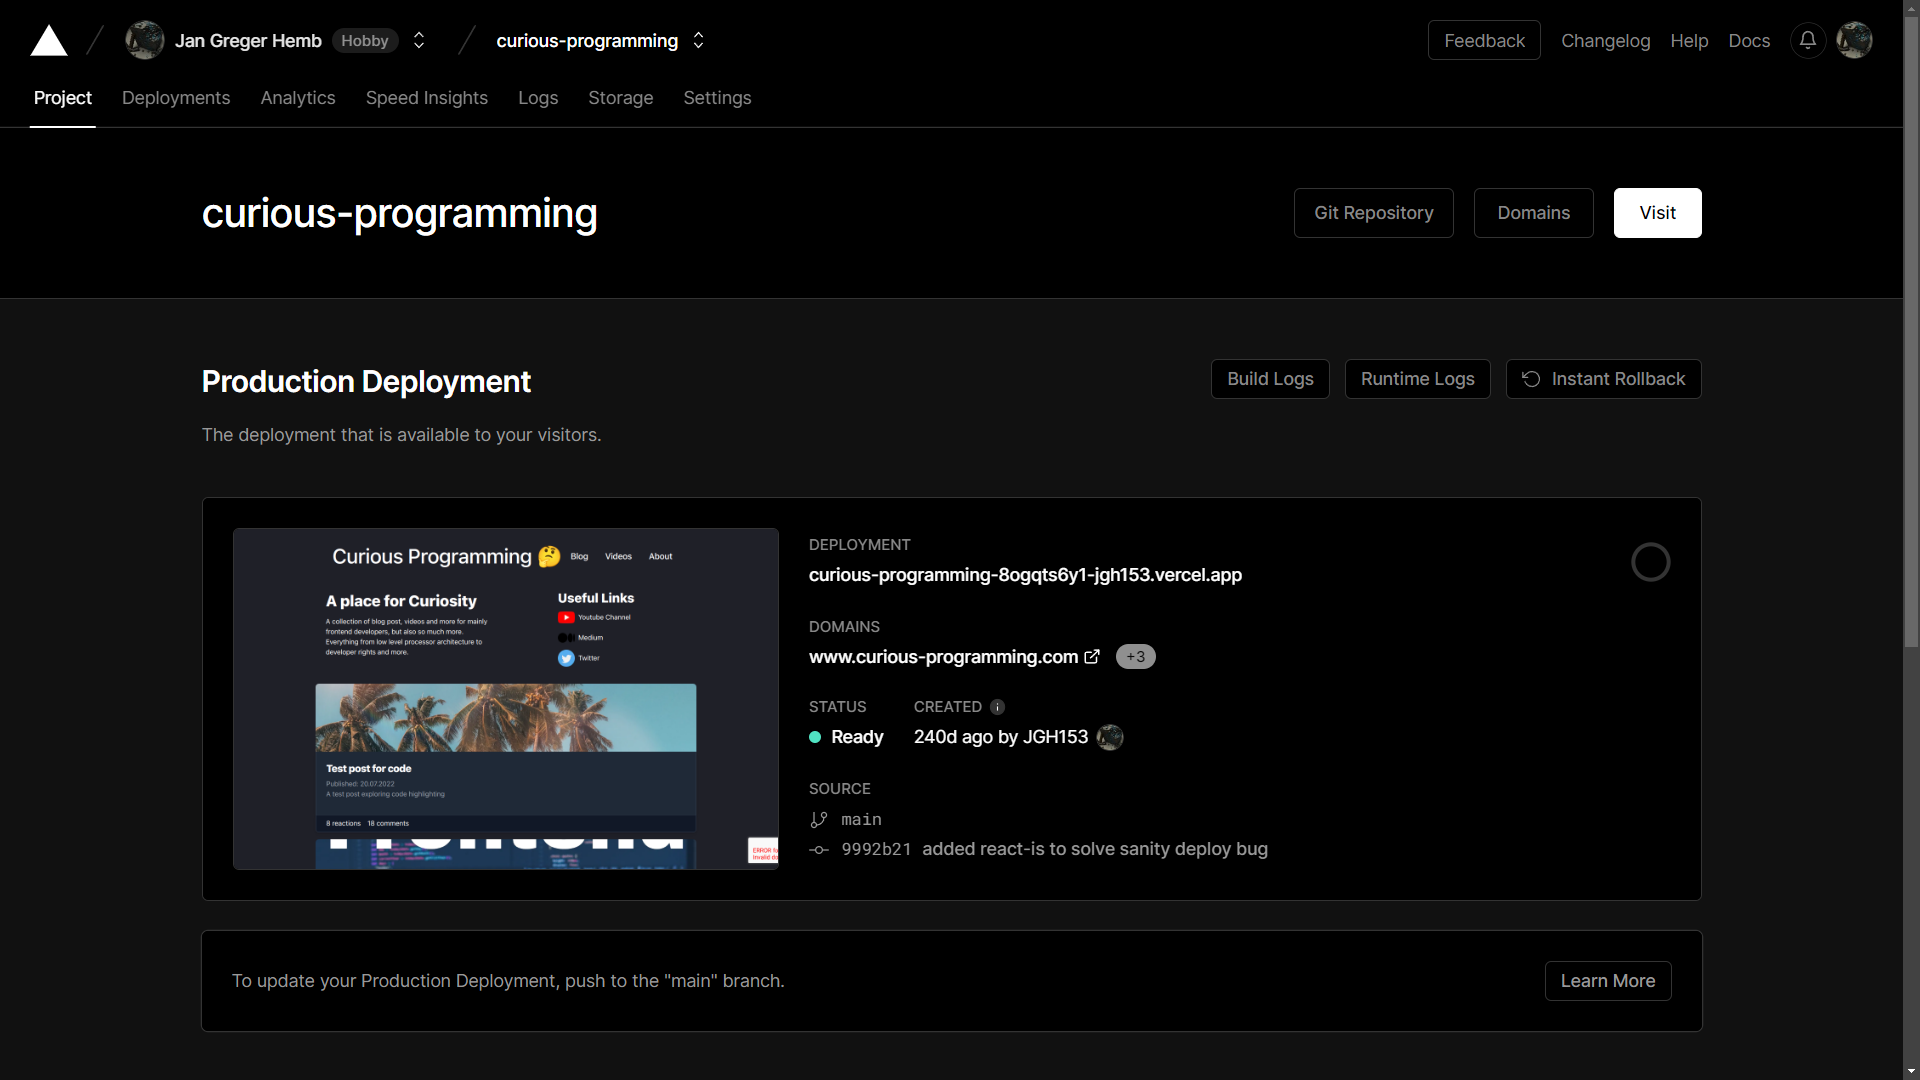 Jan Greger Hemb Hobby curious-programming Feedback Changelog Help Docs
Project Deployments Analytics Speed Insights Logs Storage Settings
curious-programming Git Repository Domains Visit
Production Deployment Build Logs Runtime Logs Instant Rollback
The deployment that is available to your visitors.
Curious Programming 🤔 Blog Videos About
A place for Curiosity
A collection of blog post, videos and more for mainly
frontend developers, but also so much more.
Everything from low level processor architecture to
developer rights and more.
Useful Links
Youtube Channel
Medium
Twitter
Test post for code
Published: 20.07.2022
A test post exploring code highlighting
8 reactions 18 comments
DEPLOYMENT
curious-programming-8ogqts6y1-jgh153.vercel.app
DOMAINS
www.curious-programming.com +3
STATUS CREATED
Ready 240d ago by JGH153
SOURCE
main
9992b21 added react-is to solve sanity deploy bug
To update your Production Deployment, push to the "main" branch. Learn More